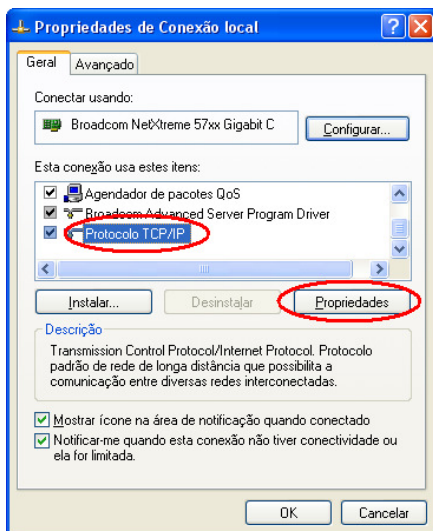 Propriedades de Conexão local
Geral
Avançado
Conectar usando:
Broadcom NetXtreme 57xx Gigabit C
Configurar...
Esta conexão usa estes itens:
Agendador de pacotes QoS
Broadcom Advanced Server Program Driver
Protocolo TCP/IP
Instalar...
Desinstalar
Propriedades
Descrição
Transmission Control Protocol/Internet Protocol. Protocolo
padrão de rede de longa distância que possibilita a
comunicação entre diversas redes interconectadas.
Mostrar ícone na área de notificação quando conectado
Notificar-me quando esta conexão não tiver conectividade ou
ela for limitada.
OK
Cancelar